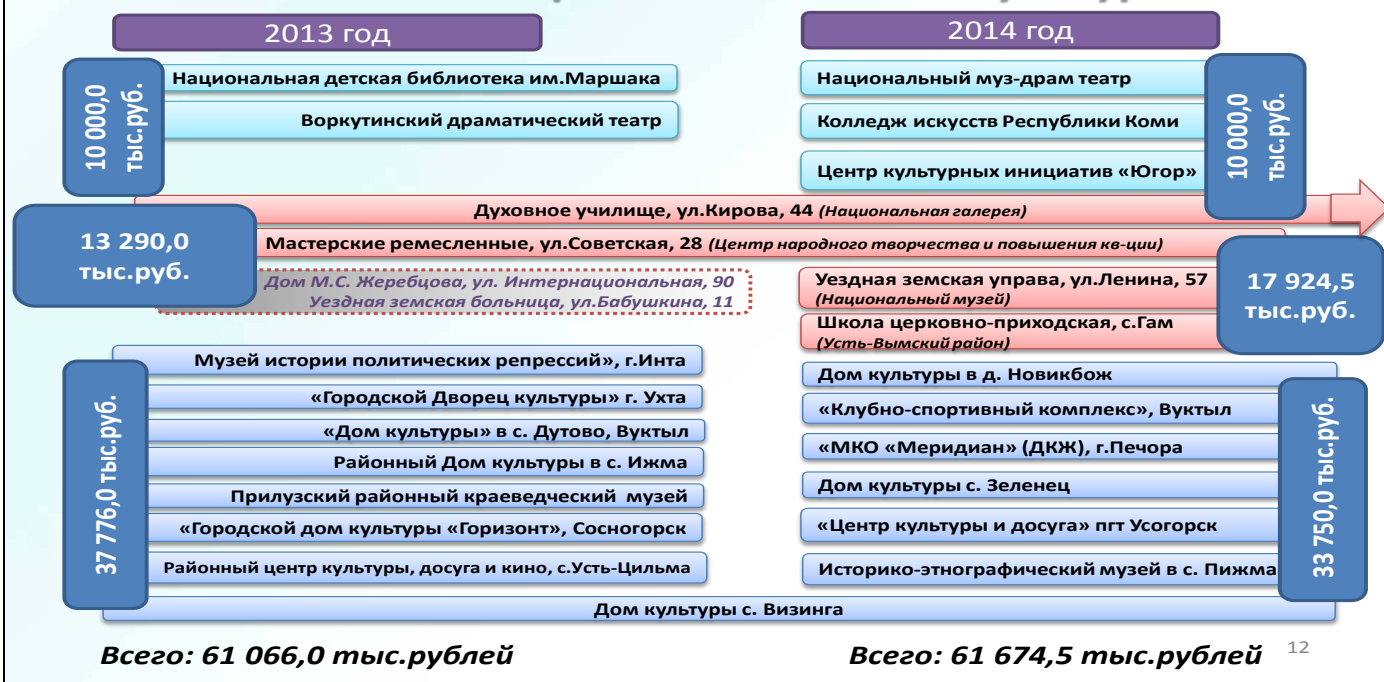 2013 год
2014 год
10 000,0
тыс.руб.
Национальная детская библиотека им.Маршака
Воркутинский драматический театр
Национальный муз-драм театр
Колледж искусств Республики Коми
Центр культурных инициатив «Югор»
10 000,0
тыс.руб.
13 290,0
тыс.руб.
Духовное училище, ул.Кирова, 44 (Национальная галерея)
Мастерские ремесленные, ул.Советская, 28 (Центр народного творчества и повышения кв-ции)
Дом М.С. Жеребцова, ул. Интернациональная, 90
Уездная земская больница, ул.Бабушкина, 11
Уездная земская управа, ул.Ленина, 57
(Национальный музей)
Школа церковно-приходская, с.Гам
(Усть-Вымский район)
17 924,5
тыс.руб.
37 776,0 тыс.руб.
Музей истории политических репрессий», г.Инта
«Городской Дворец культуры» г. Ухта
«Дом культуры» в с. Дутово, Вуктыл
Районный Дом культуры в с. Ижма
Прилузский районный краеведческий музей
«Городской дом культуры «Горизонт», Сосногорск
Районный центр культуры, досуга и кино, с.Усть-Цильма
Дом культуры в д. Новикбож
«Клубно-спортивный комплекс», Вуктыл
«МКО «Меридиан» (ДКЖ), г.Печора
Дом культуры с. Зеленец
«Центр культуры и досуга» пгт Усогорск
Историко-этнографический музей в с. Пижма
33 750,0 тыс.руб.
Дом культуры с. Визинга
Всего: 61 066,0 тыс.рублей
Всего: 61 674,5 тыс.рублей
12